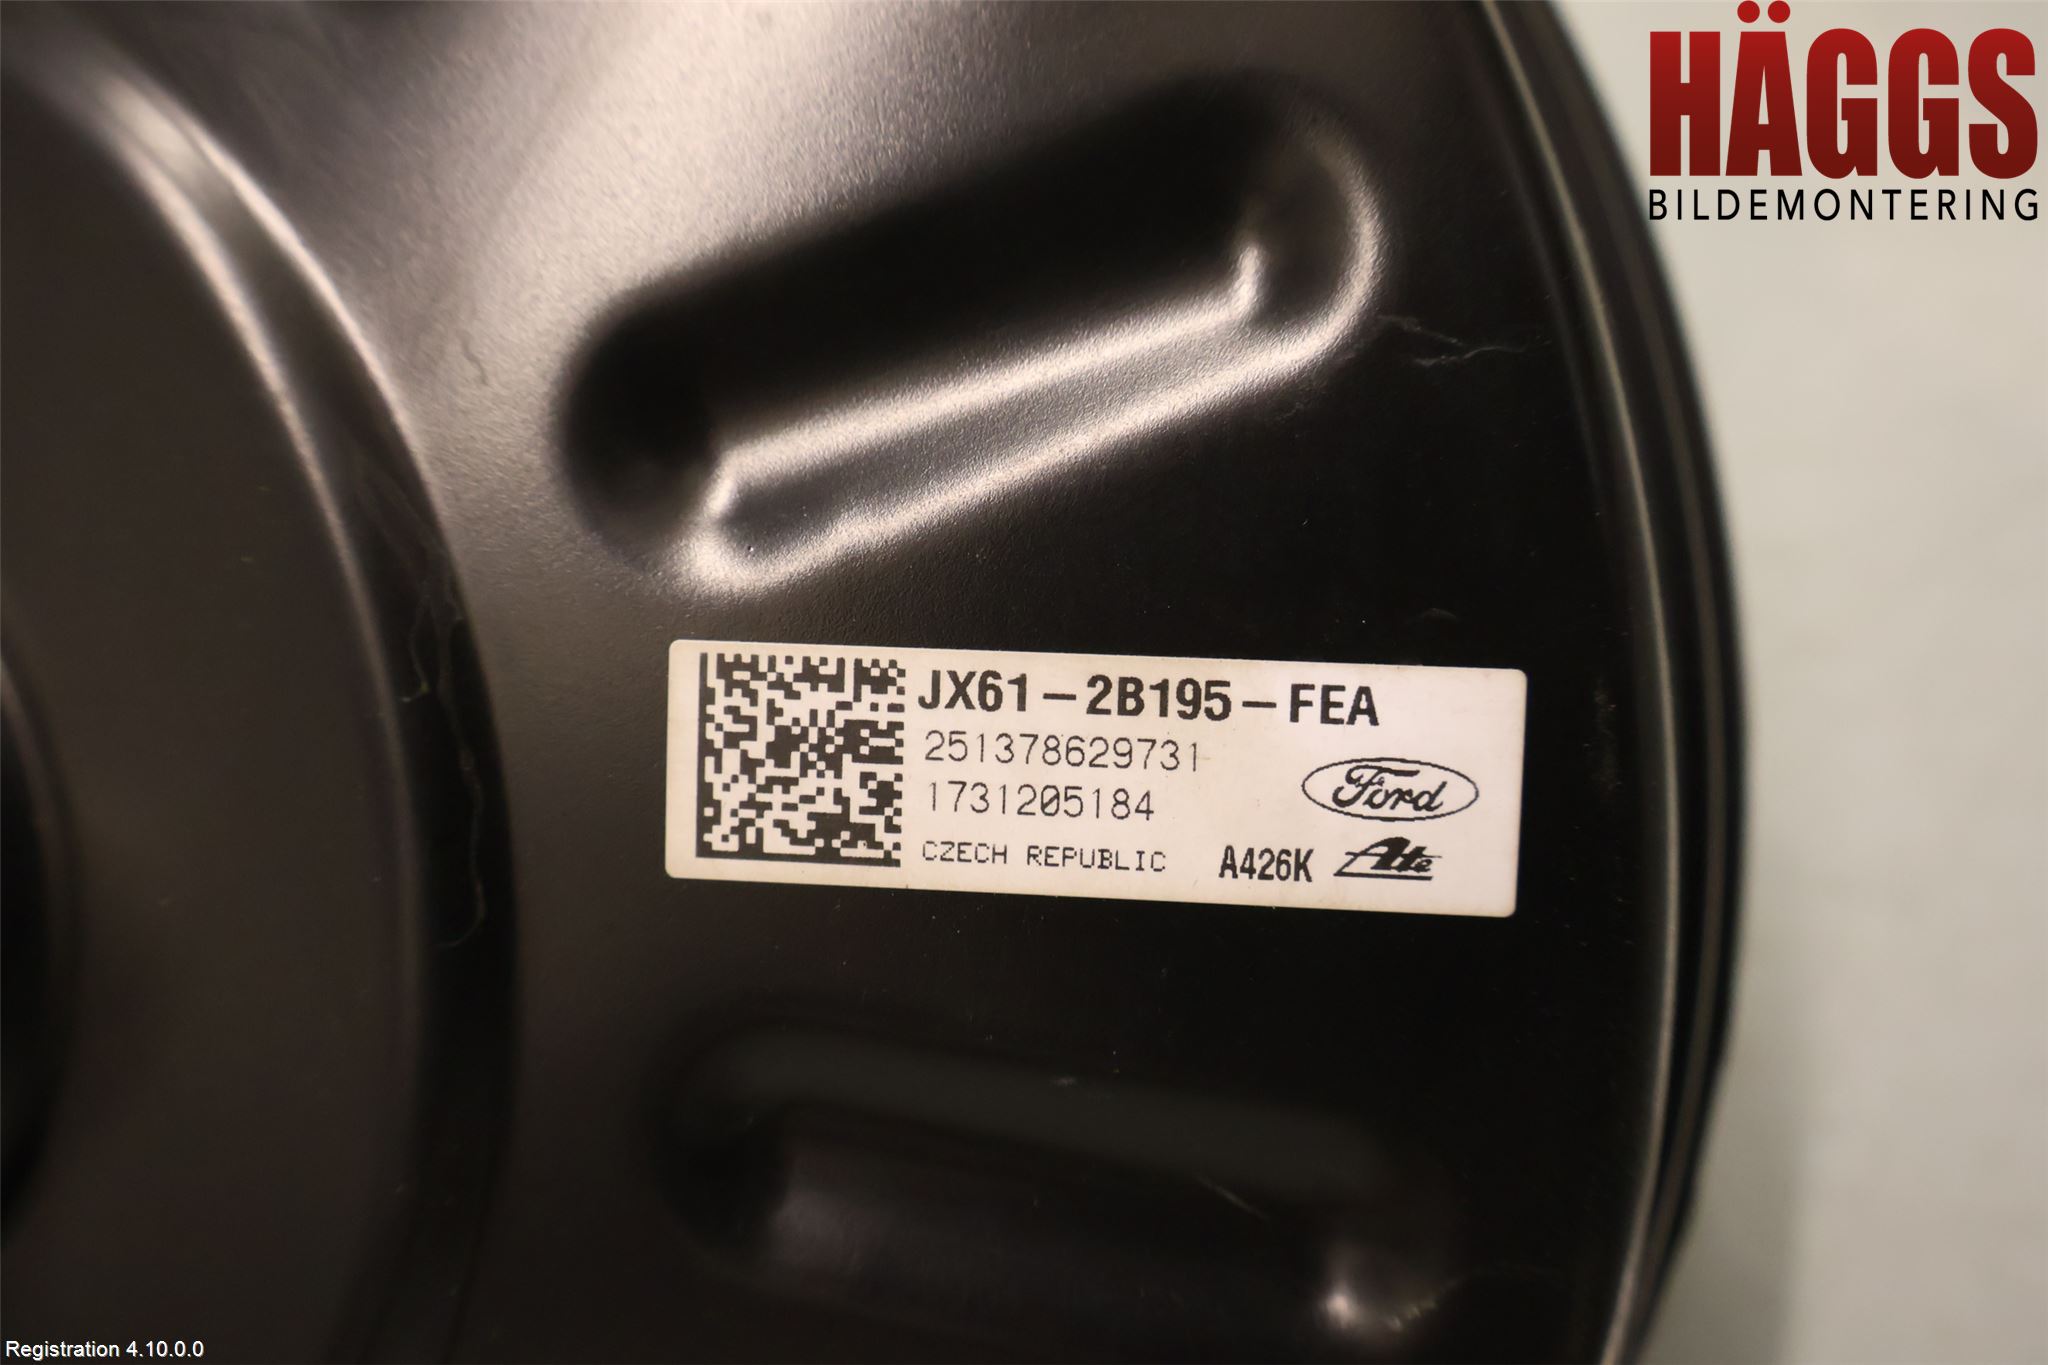 HÄGGS
BILDEMONTERING
JX61-2B195-FEA
251378629731
1731205184
Ford
CZECH REPUBLIC A426K Ate
Registration 4.10.0.0